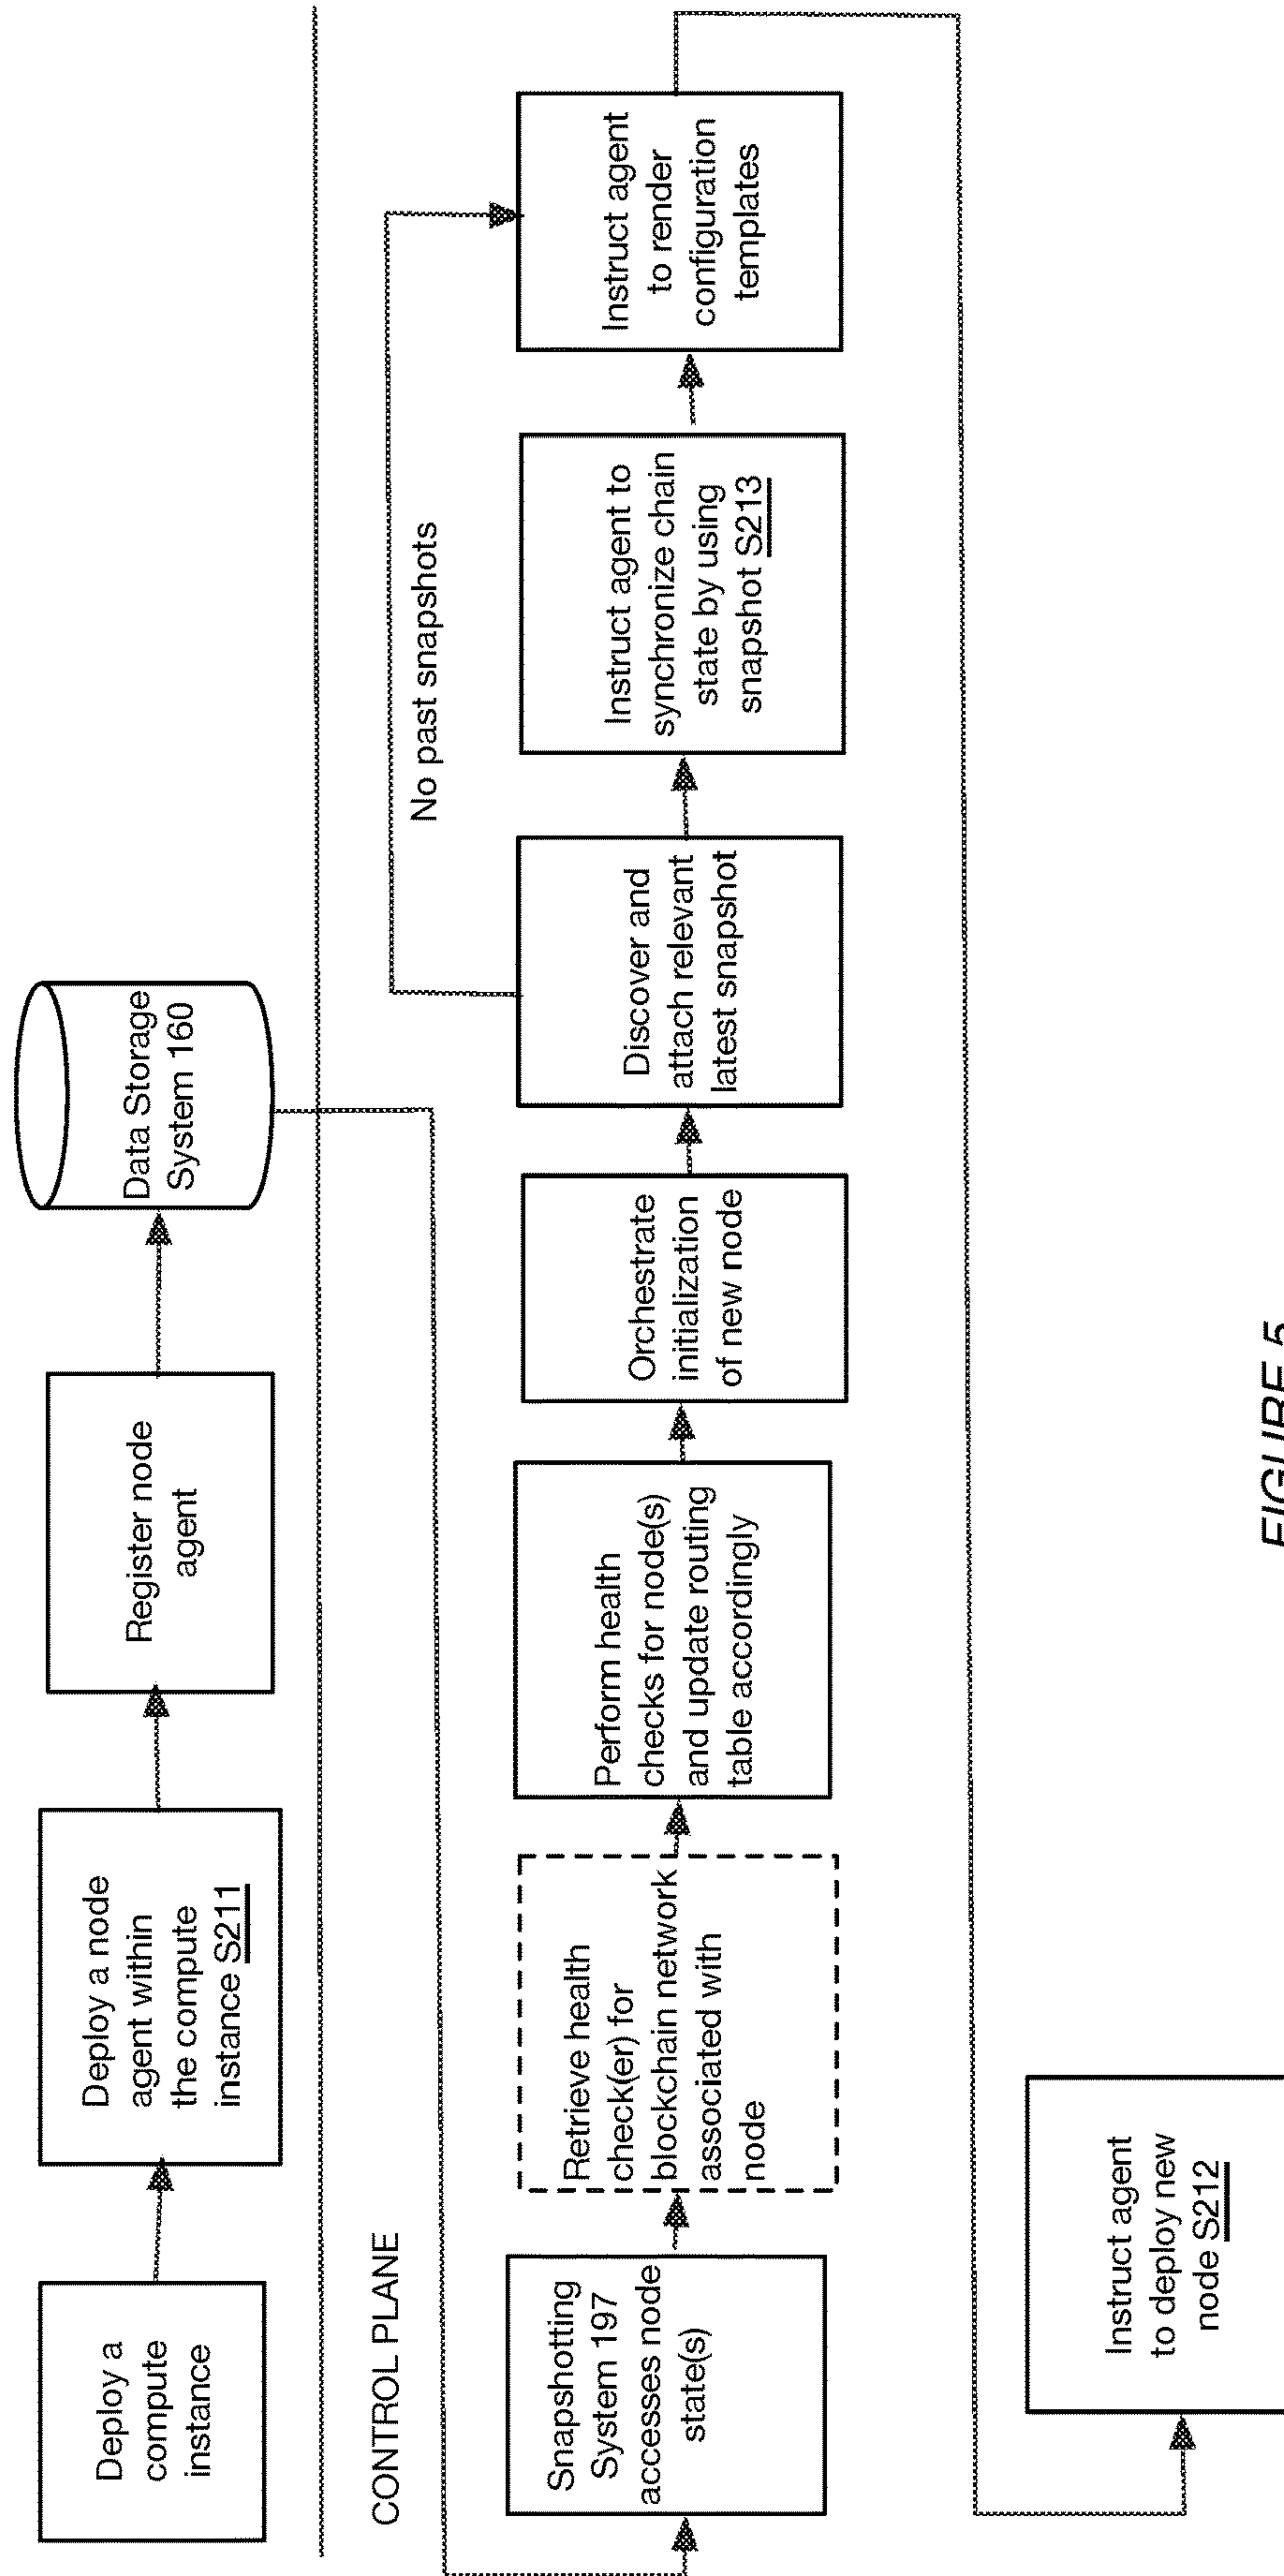 Deploy a
compute
instance
Deploy a node
agent within
the compute
instance S211
Register node
agent
Data Storage
System 160
CONTROL PLANE
No past snapshots
Snapshotting
System 197
accesses node
state(s)
Retrieve health
check(er) for
blockchain network
associated with
node
Perform health
checks for node(s)
and update routing
table accordingly
Orchestrate
initialization
of new node
Discover and
attach relevant
latest snapshot
Instruct agent to
synchronize chain
state by using
snapshot S213
Instruct agent
to render
configuration
templates
Instruct agent
to deploy new
node S212
FIGURE 5